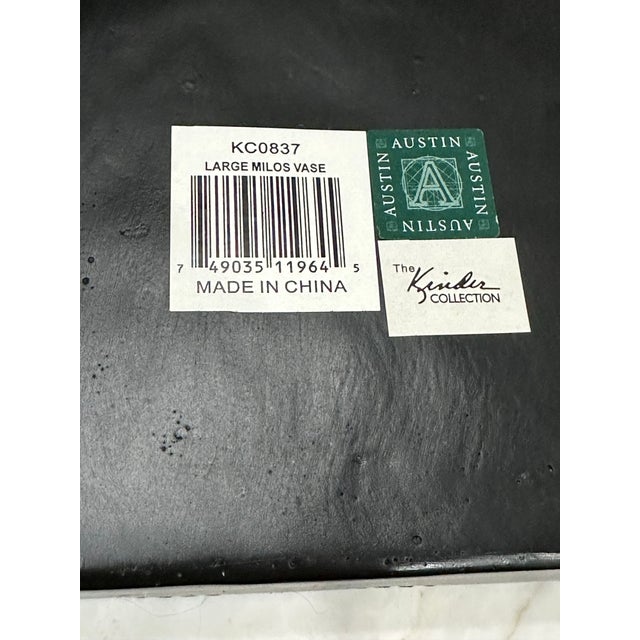 KC0837
LARGE MILOS VASE
7 49035 11964 5
MADE IN CHINA
AUSTIN
AUSTIN
AUSTIN
AUSTIN
A
The Kinder
COLLECTION